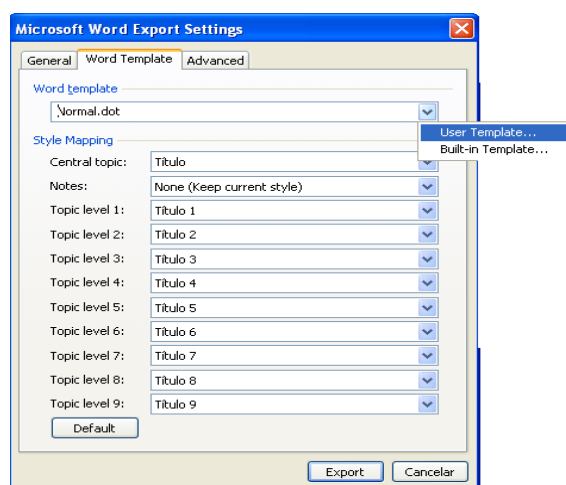 Microsoft Word Export Settings
General Word Template Advanced
Word template
\Normal.dot
User Template...
Built-in Template...
Style Mapping
Central topic: Título
Notes: None (Keep current style)
Topic level 1: Título 1
Topic level 2: Título 2
Topic level 3: Título 3
Topic level 4: Título 4
Topic level 5: Título 5
Topic level 6: Título 6
Topic level 7: Título 7
Topic level 8: Título 8
Topic level 9: Título 9
Default
Export Cancelar